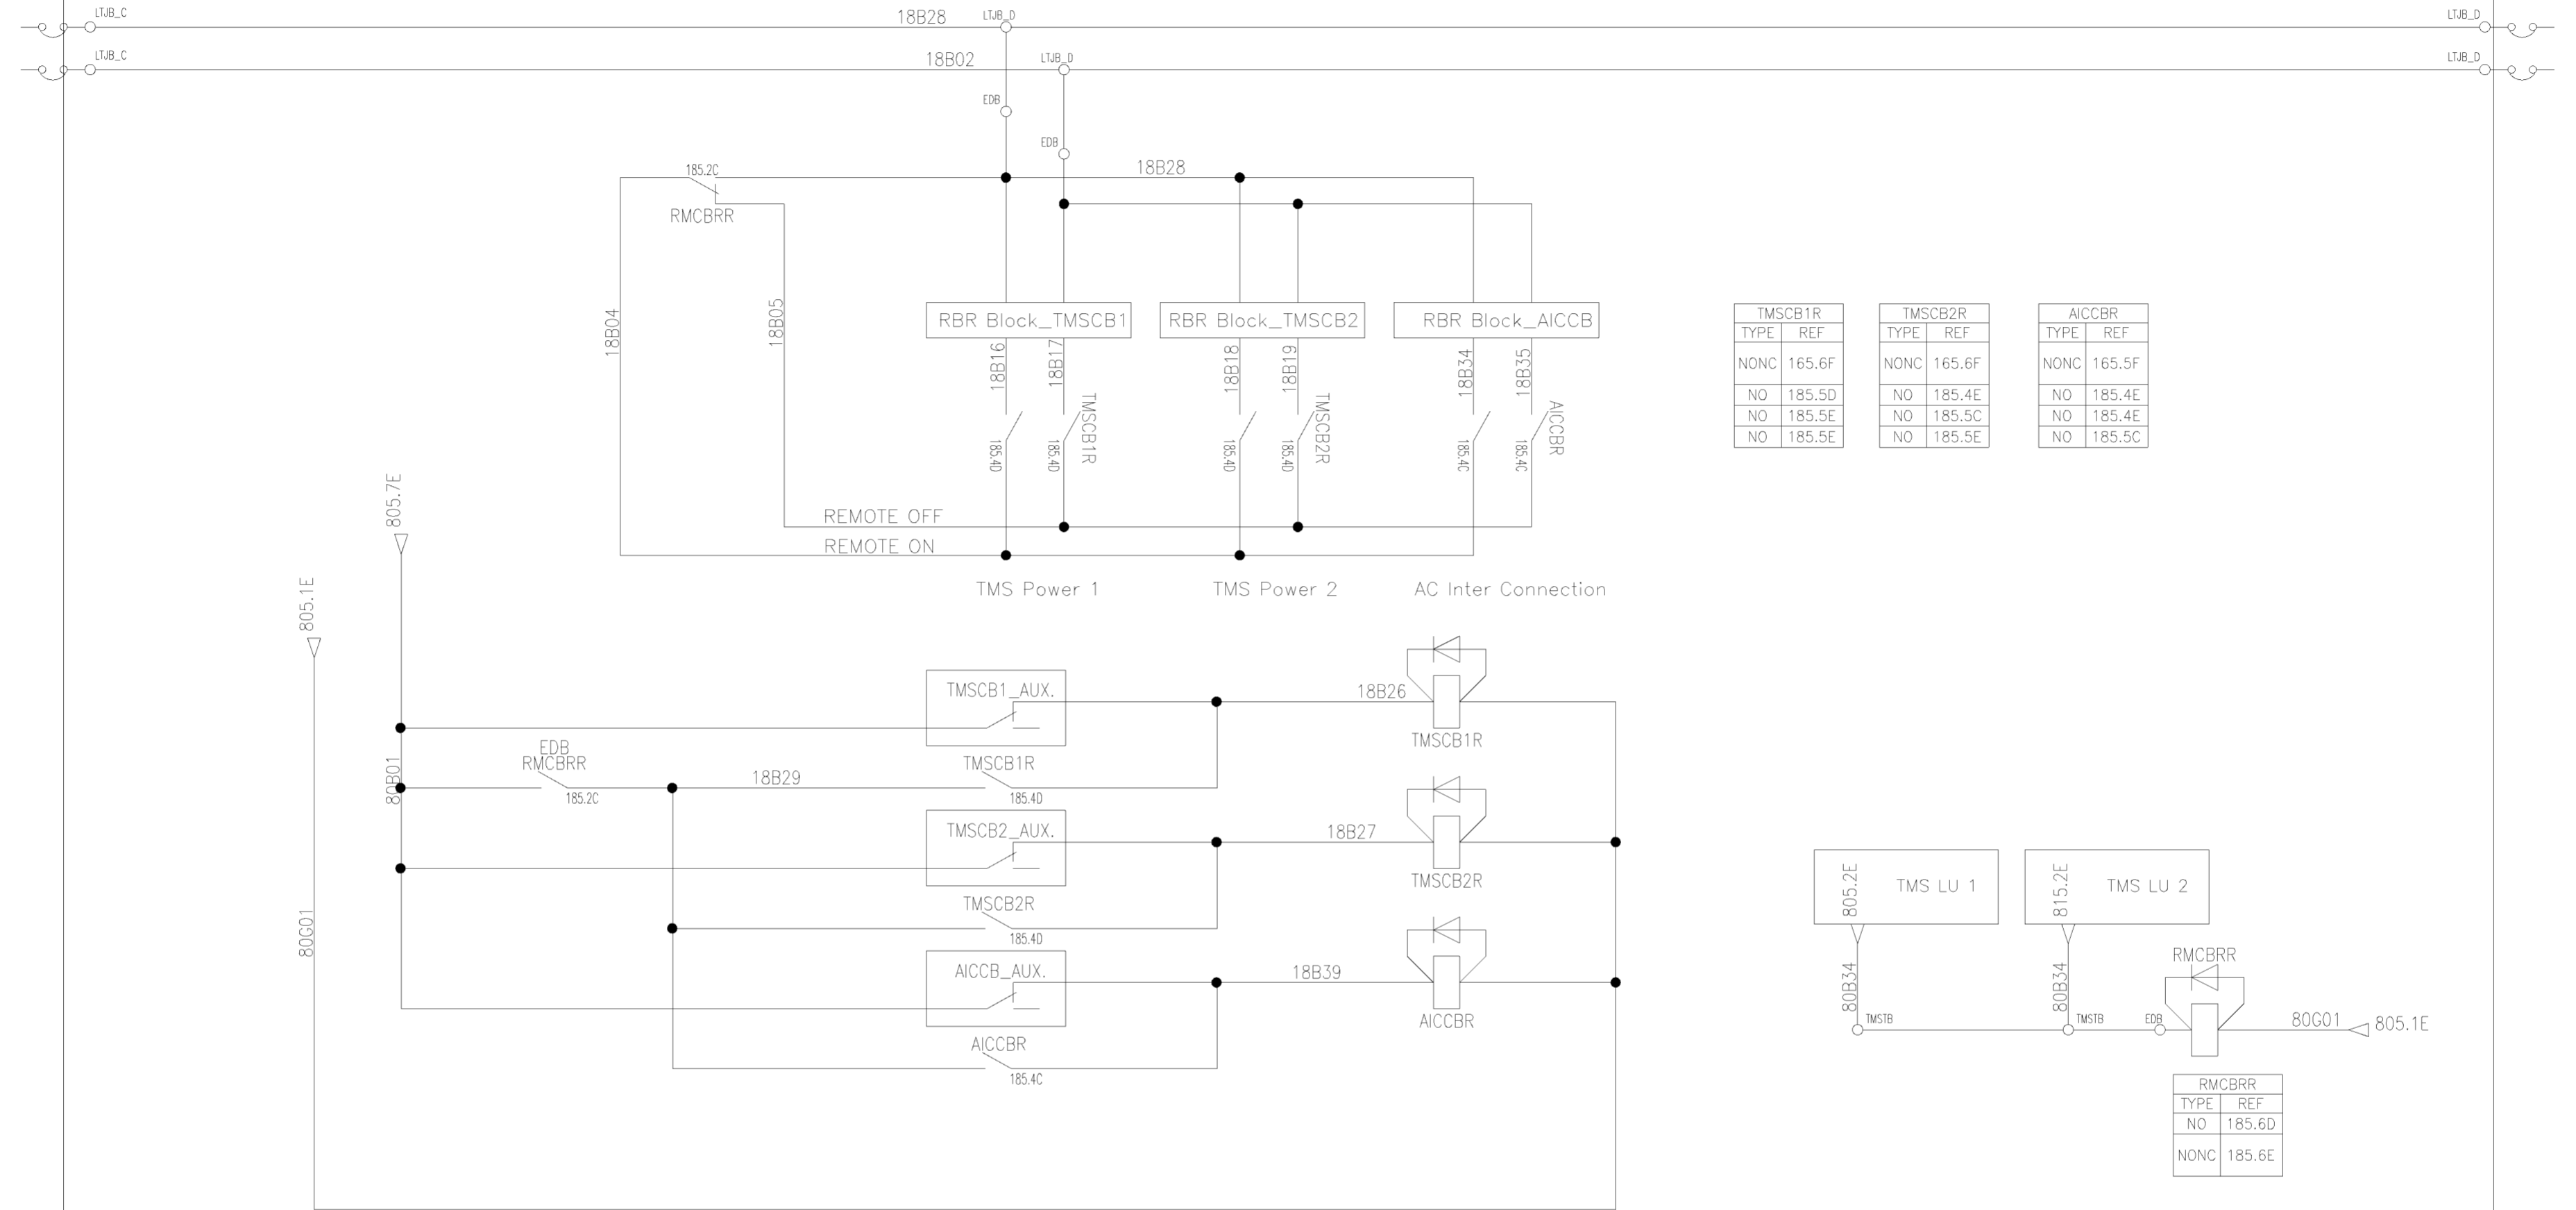 LTJB_C
18B28
LTJB_D
LTJB_D
LTJB_C
18B02
LTJB_D
LTJB_D
EDB
EDB
185.2C
18B28
RMCBRR
18B04
18B05
RBR Block_TMSCB1
RBR Block_TMSCB2
RBR Block_AICCB
18B16
18B17
18B18
18B19
18B34
18B35
TMSCB1R
TMSCB2R
AICCBR
185.4D
185.4D
185.4D
185.4D
185.4C
185.4C
REMOTE OFF
REMOTE ON
TMS Power 1
TMS Power 2
AC Inter Connection
TMSCB1R
TYPE REF
NONC 165.6F
NO 185.5D
NO 185.5E
NO 185.5E
TMSCB2R
TYPE REF
NONC 165.6F
NO 185.4E
NO 185.5C
NO 185.5E
AICCBR
TYPE REF
NONC 165.5F
NO 185.4E
NO 185.4E
NO 185.5C
805.7E
805.1E
80B01
80G01
TMSCB1_AUX.
18B26
TMSCB1R
EDB
RMCBRR
185.2C
18B29
TMSCB1R
185.4D
TMSCB2_AUX.
18B27
TMSCB2R
TMSCB2R
185.4D
AICCB_AUX.
18B39
AICCBR
AICCBR
185.4C
805.2E
TMS LU 1
815.2E
TMS LU 2
80B34
80B34
RMCBRR
TMSTB
TMSTB
EDB
80G01
805.1E
RMCBRR
TYPE REF
NO 185.6D
NONC 185.6E